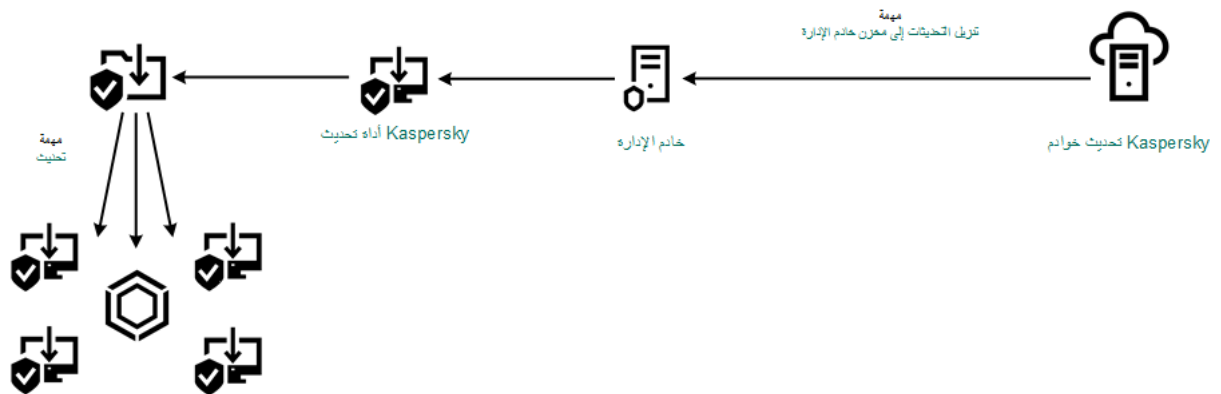 مهمة
تنزيل التحديثات إلى مخزن خادم الإدارة
Kaspersky تحديث خوادم
خادم الإدارة
Kaspersky أداة تحديث
مهمة
تحديث